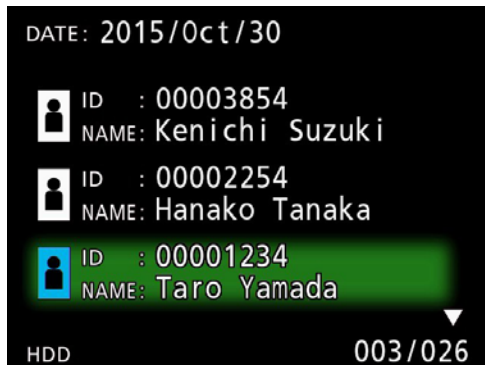 DATE: 2015/Oct/30
ID : 00003854
NAME: Kenichi Suzuki
ID : 00002254
NAME: Hanako Tanaka
ID : 00001234
NAME: Taro Yamada
HDD 003/026